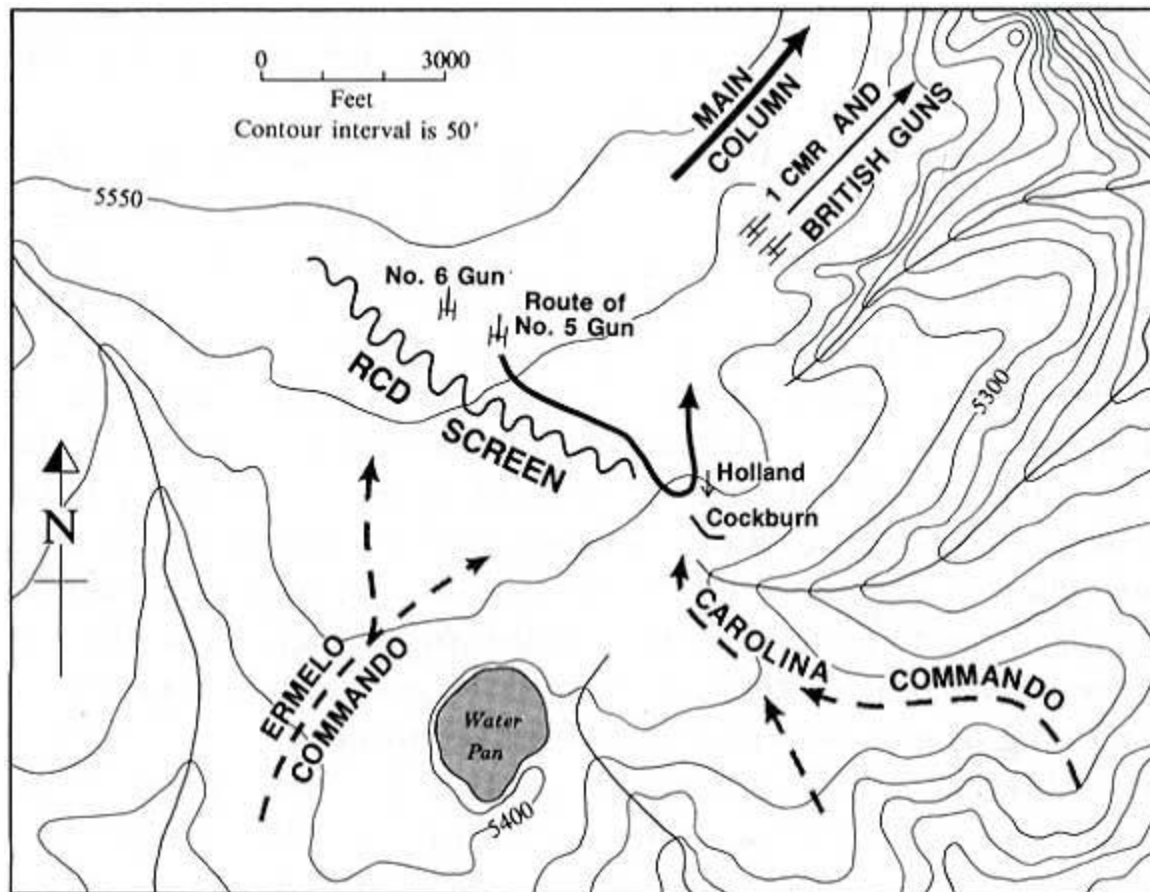 0 3000
Feet
Contour interval is 50'
MAIN
COLUMN
1 CMR AND
BRITISH GUNS
5550
No. 6 Gun
Route of
No. 5 Gun
RCD
SCREEN
5300
Holland
Cockburn
N
CAROLINA
COMMANDO
ERMELO
COMMANDO
Water
Pan
5400